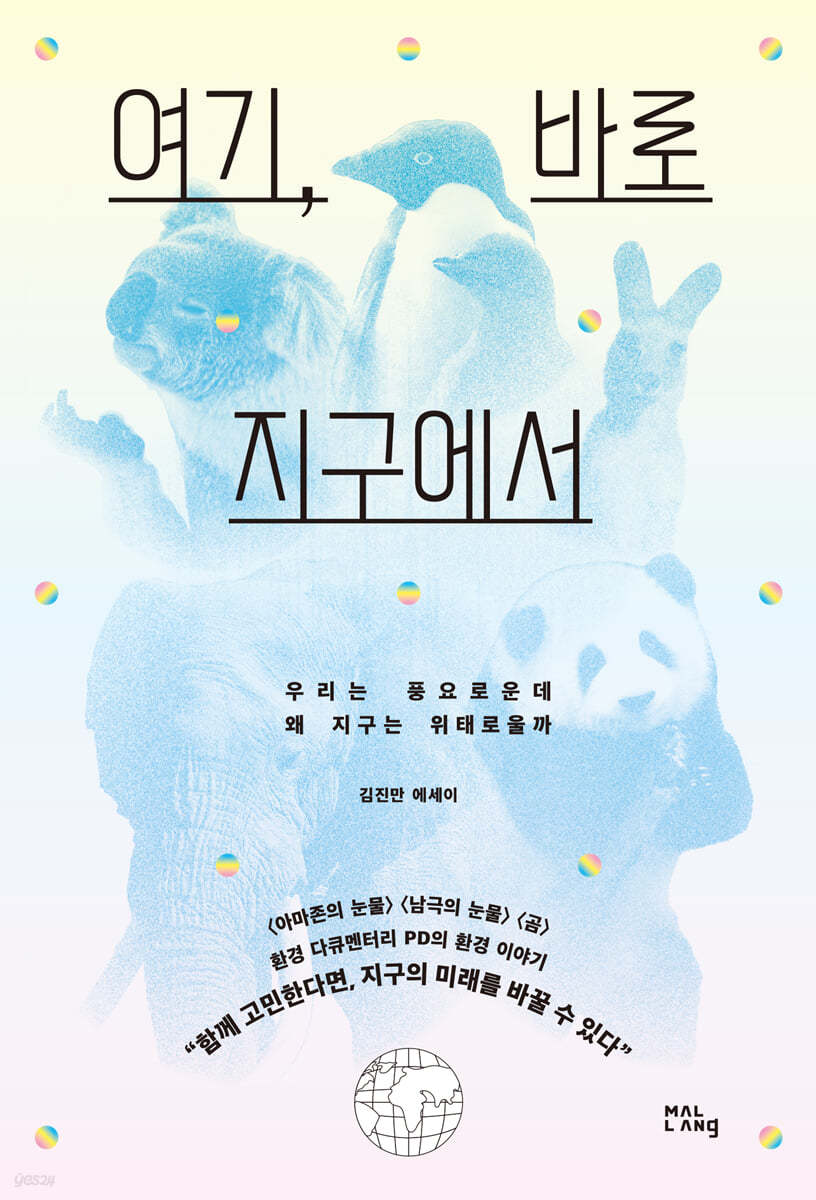 여기, 바로
지구에서
우리는 풍요로운데
왜 지구는 위태로울까
김진만 에세이
〈아마존의 눈물〉 〈남극의 눈물〉 〈곰〉
환경 다큐멘터리 PD의 환경 이야기
“함께 고민한다면, 지구의 미래를 바꿀 수 있다”
MAL
LANg
yes24